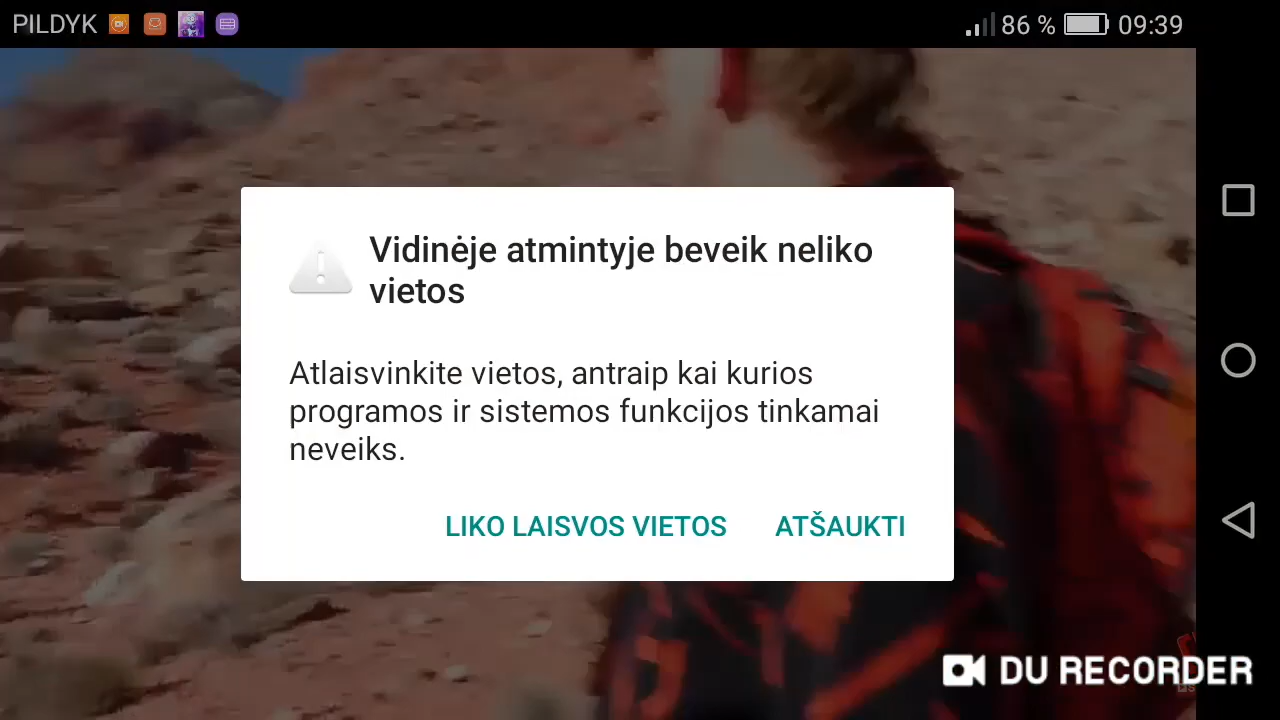 PILDYK
86 %
09:39
Vidinėje atmintyje beveik neliko
vietos
Atlaisvinkite vietos, antraip kai kurios
programos ir sistemos funkcijos tinkamai
neveiks.
LIKO LAISVOS VIETOS
ATŠAUKTI
DU RECORDER